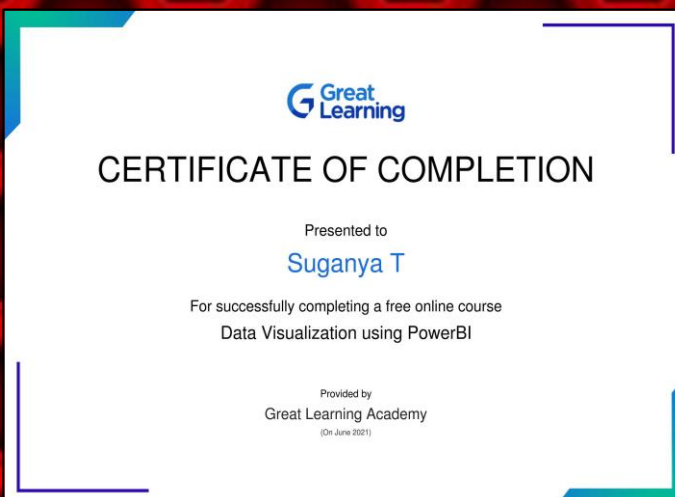 Great
Learning
CERTIFICATE OF COMPLETION
Presented to
Suganya T
For successfully completing a free online course
Data Visualization using PowerBI
Provided by
Great Learning Academy
(On June 2021)